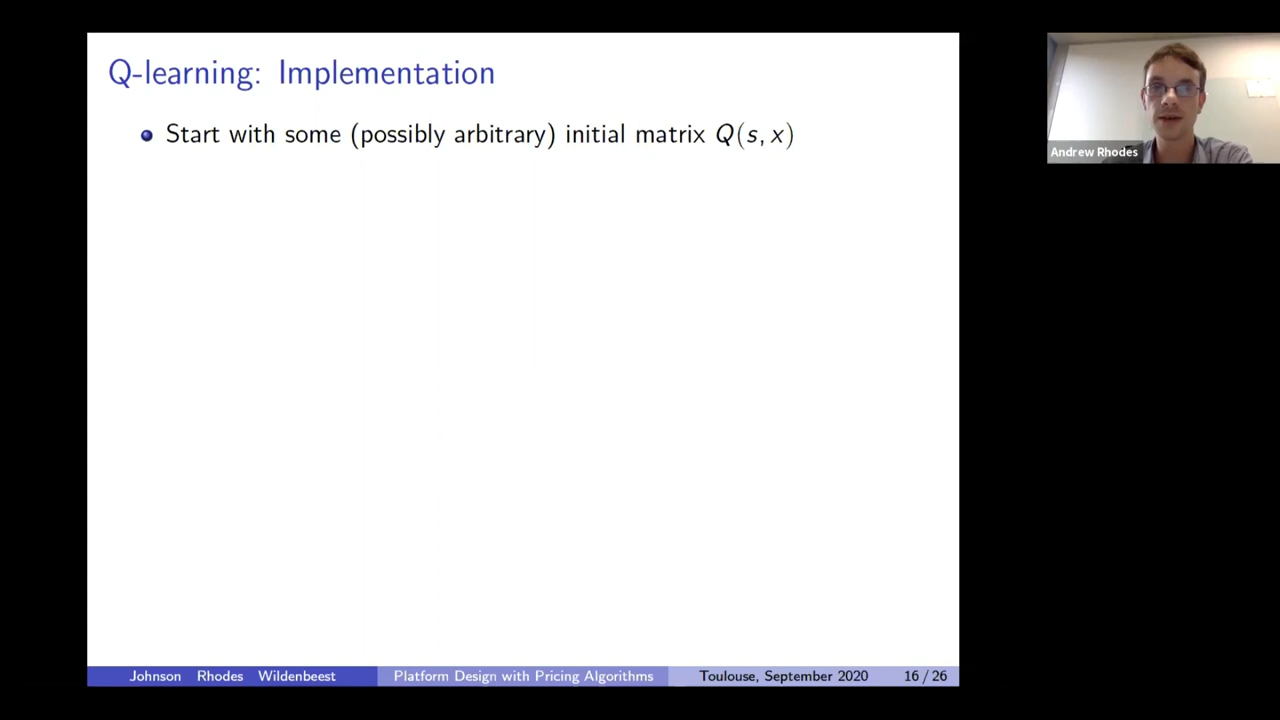 Q-learning: Implementation
Start with some (possibly arbitrary) initial matrix Q(s, x)
Andrew Rhodes
Johnson Rhodes Wildenbeest
Platform Design with Pricing Algorithms
Toulouse, September 2020
16 / 26